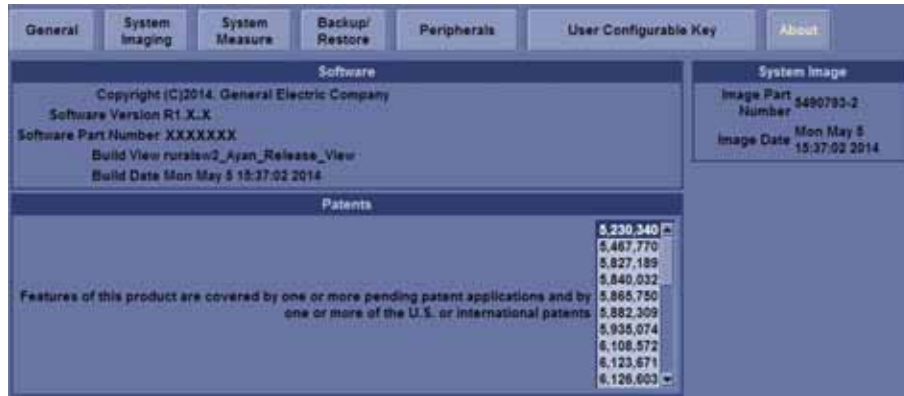 General
System
Imaging
System
Measure
Backup/
Restore
Peripherals
User Configurable Key
About
Software
Copyright (C)2014. General Electric Company
Software Version R1.X..X
Software Part Number XXXXXXX
Build View ruralsw2_Ayan_Release_View
Build Date Mon May 5 15:37:02 2014
System Image
Image Part
Number
5490793-2
Image Date
Mon May 5
15:37:02 2014
Patents
Features of this product are covered by one or more pending patent applications and by
one or more of the U.S. or international patents
5,230,340
5,467,770
5,827,189
5,840,032
5,865,750
5,882,309
5,935,074
6,108,572
6,123,671
6,126,603